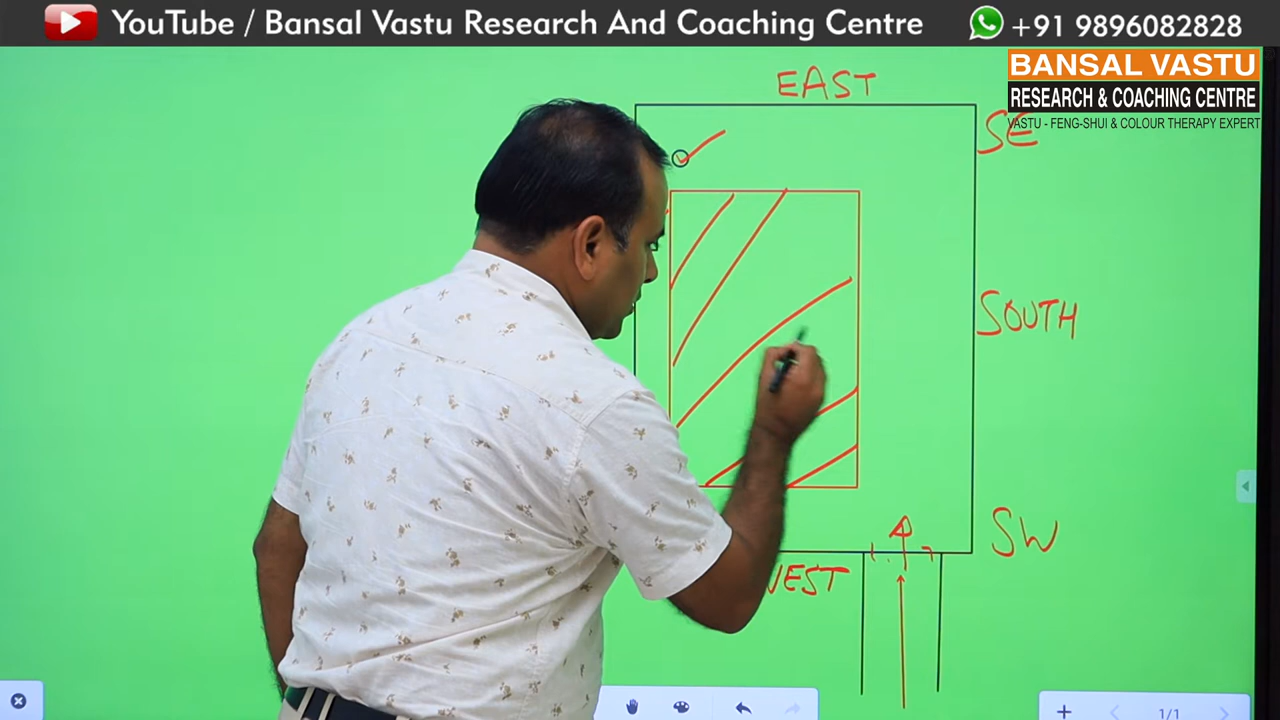 YouTube / Bansal Vastu Research And Coaching Centre
+91 9896082828
BANSAL VASTU
RESEARCH & COACHING CENTRE
VASTU - FENG-SHUI & COLOUR THERAPY EXPERT
EAST
SE
SOUTH
SW
WEST
1/1